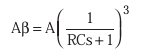 Aβ = A(1/(RCs + 1))³